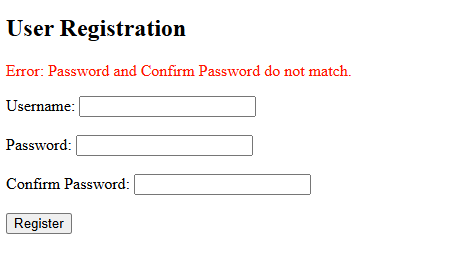 User Registration
Error: Password and Confirm Password do not match.
Username:
Password:
Confirm Password:
Register